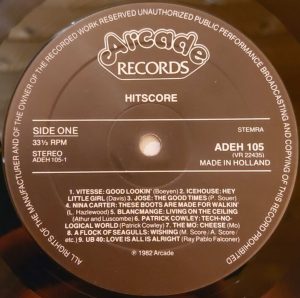 ALL RIGHTS OF THE MANUFACTURER AND OF THE OWNER OF THE RECORDED WORK RESERVED UNAUTHORIZED PUBLIC PERFORMANCE BROADCASTING AND COPYING OF THIS RECORD PROHIBITED
Arcade
RECORDS
HITSCORE
SIDE ONE
33⅓ RPM
STEREO
ADEH 105-1
STEMRA
ADEH 105
(VR 22435)
MADE IN HOLLAND
1. VITESSE: GOOD LOOKIN' (Boeyen) 2. ICEHOUSE: HEY
LITTLE GIRL (Davis) 3. JOSE: THE GOOD TIMES (P. Souer)
4. NINA CARTER: THESE BOOTS ARE MADE FOR WALKIN'
(L. Hazlewood) 5. BLANCMANGE: LIVING ON THE CEILING
(Athur and Luscombe) 6. PATRICK COWLEY: TECH-NO-
LOGICAL WORLD (Patrick Cowley) 7. THE MO: CHEESE (Mo)
8. A FLOCK OF SEAGULLS: WISHING (M. Score, A. Score
etc.) 9. UB 40: LOVE IS ALL IS ALRIGHT (Ray Pablo Falconer)
℗ 1982 Arcade